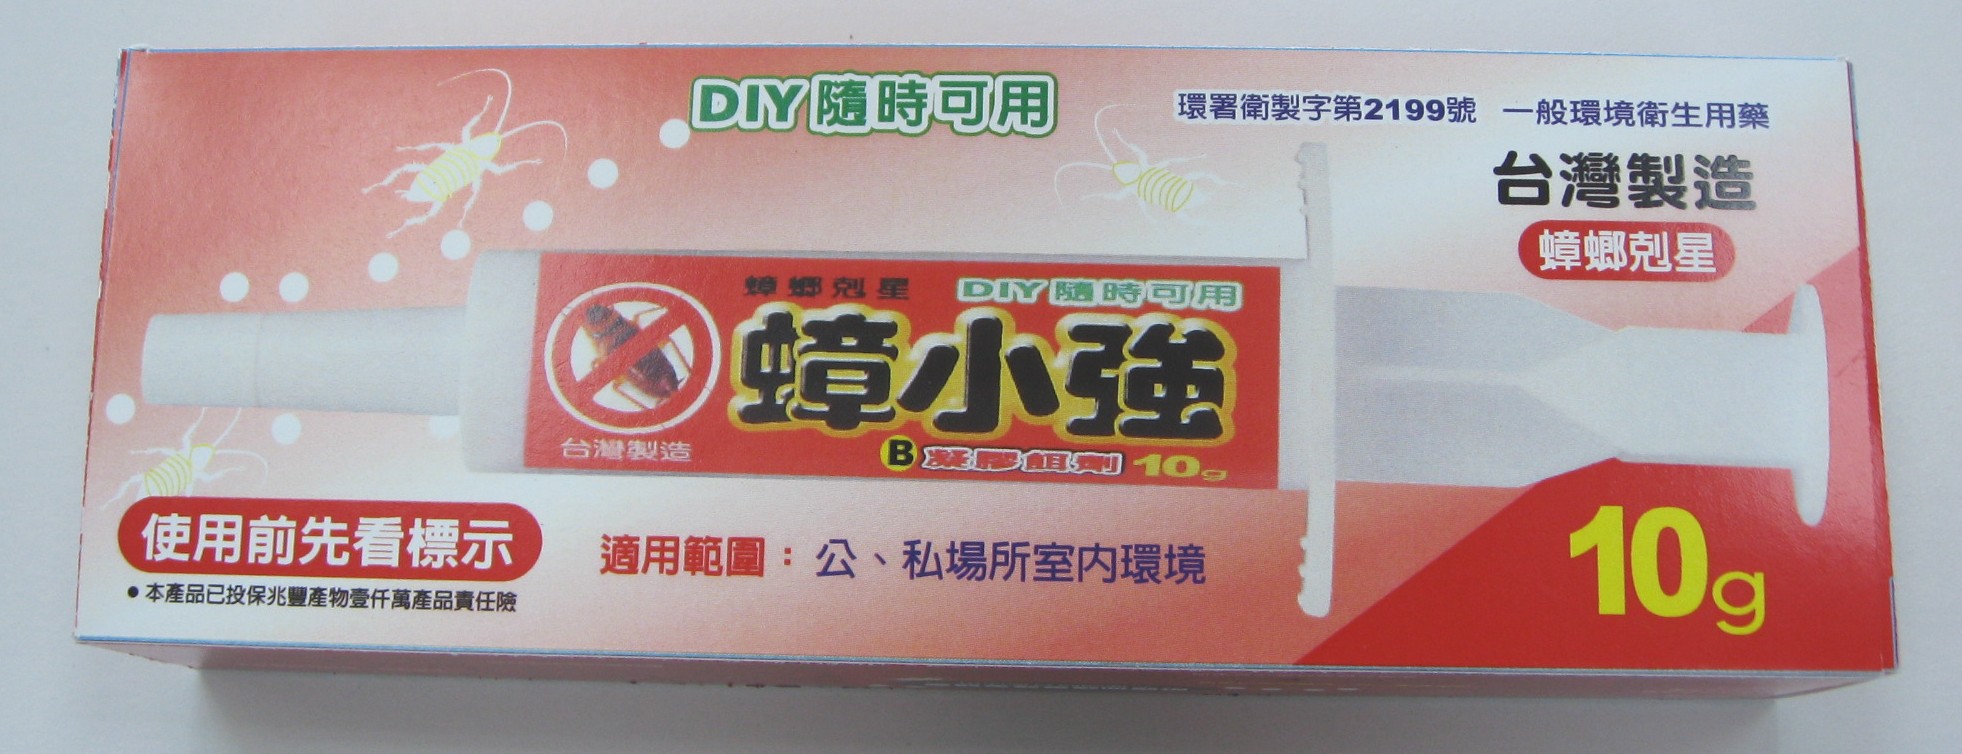 DIY隨時可用
環署衛製字第2199號 一般環境衛生用藥
台灣製造
蟑螂剋星
蟑螂剋星 DIY隨時可用
蟑小強
台灣製造
B 凝膠餌劑 10g
使用前先看標示
●本產品已投保兆豐產物壹仟萬產品責任險
適用範圍：公、私場所室內環境
10g